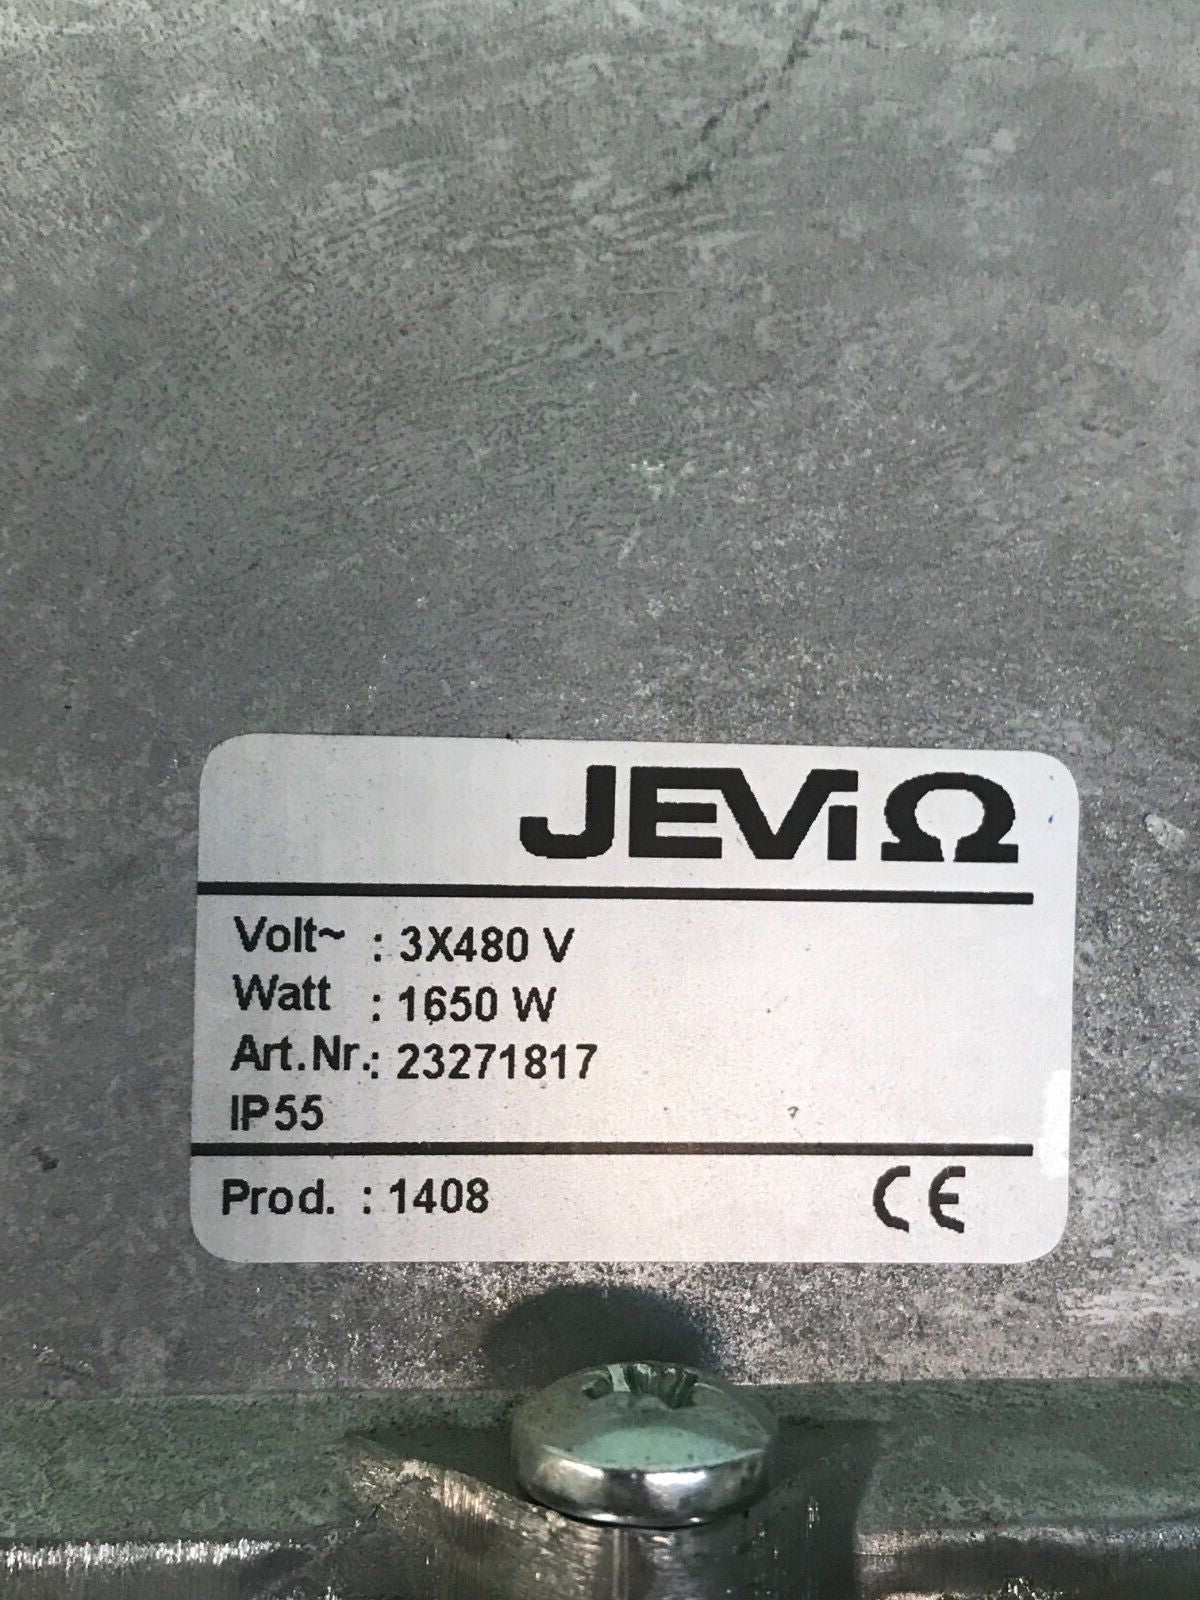 JEVi Ω
Volt~ : 3X480 V
Watt : 1650 W
Art.Nr.: 23271817
IP55
Prod. : 1408 CE